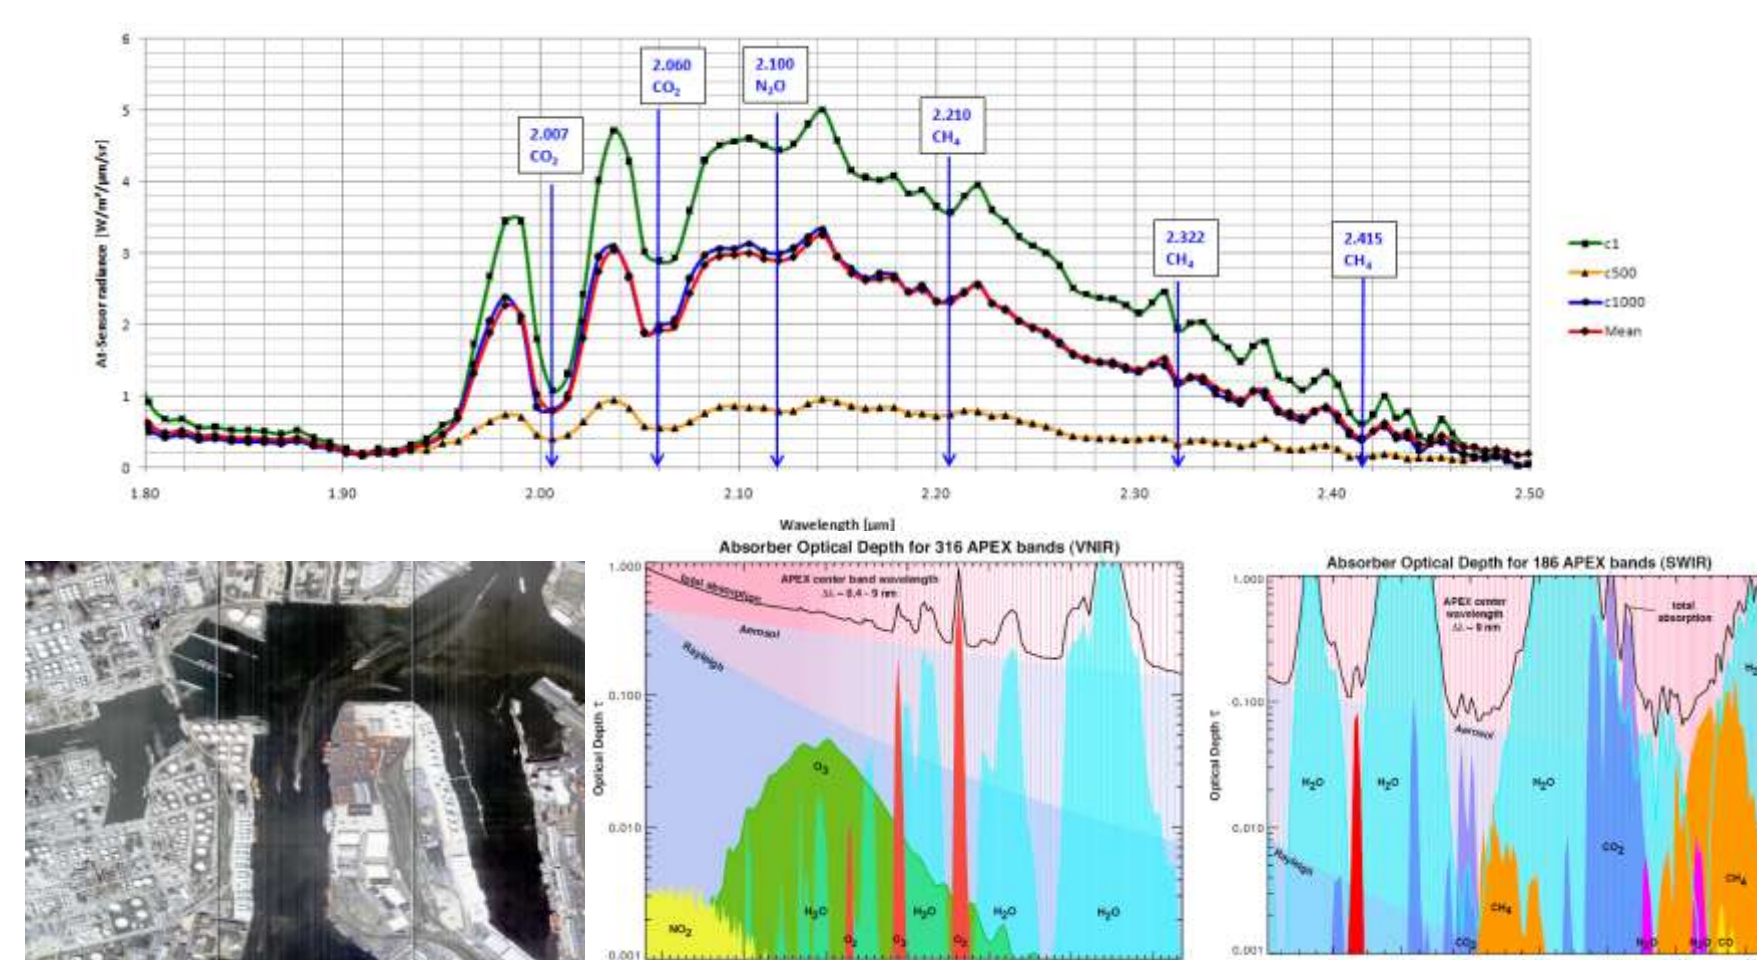 6
5
4
3
2
1
0
At-Sensor radiance [W/m²/µm/sr]
2.007
CO₂
2.060
CO₂
2.100
N₂O
2.210
CH₄
2.322
CH₄
2.415
CH₄
c1
c500
c1000
Mean
1.80 1.90 2.00 2.10 2.20 2.30 2.40 2.50
Wavelength [µm]
Absorber Optical Depth for 316 APEX bands (VNIR)
1.000
0.100
0.010
0.001
Optical Depth τ
total absorption
APEX center band wavelength
Δλ ~ 0.4 - 9 nm
Aerosol
Rayleigh
O₃
NO₂
H₂O
O₂
H₂O
O₂
H₂O
H₂O
Absorber Optical Depth for 186 APEX bands (SWIR)
1.000
0.100
0.010
0.001
Optical Depth τ
APEX center
wavelength
Δλ ~ 9 nm
total
absorption
Aerosol
Rayleigh
H₂O
H₂O
H₂O
CO₂
CH₄
CO₂
CH₄
CO